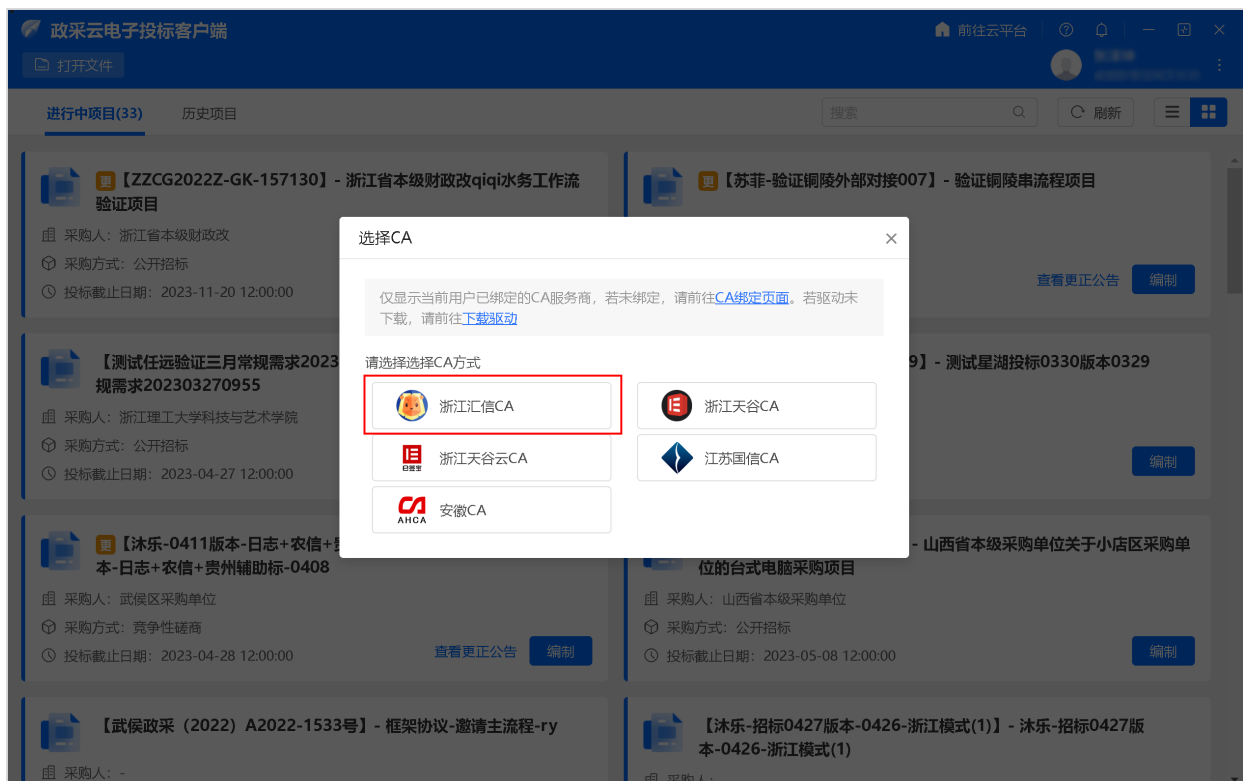 政采云电子投标客户端
前往云平台
打开文件
进行中项目(33)
历史项目
搜索
刷新
更【ZZCG2022Z-GK-157130】- 浙江省本级财政改qiqi水务工作流
验证项目
采购人：浙江省本级财政改
采购方式：公开招标
投标截止日期：2023-11-20 12:00:00
更【苏菲-验证铜陵外部对接007】- 验证铜陵串流程项目
查看更正公告
编制
选择CA
仅显示当前用户已绑定的CA服务商，若未绑定，请前往CA绑定页面。若驱动未
下载，请前往下载驱动
请选择选择CA方式
浙江汇信CA
浙江天谷CA
浙江天谷云CA
江苏国信CA
AHCA
安徽CA
【测试任远验证三月常规需求2023
规需求202303270955
采购人：浙江理工大学科技与艺术学院
采购方式：公开招标
投标截止日期：2023-04-27 12:00:00
9】- 测试星湖投标0330版本0329
编制
更【沐乐-0411版本-日志+农信+
本-日志+农信+贵州辅助标-0408
采购人：武侯区采购单位
采购方式：竞争性磋商
投标截止日期：2023-04-28 12:00:00
查看更正公告
编制
- 山西省本级采购单位关于小店区采购单
位的台式电脑采购项目
采购人：山西省本级采购单位
采购方式：公开招标
投标截止日期：2023-05-08 12:00:00
编制
【武侯政采（2022）A2022-1533号】- 框架协议-邀请主流程-ry
采购人：-
【沐乐-招标0427版本-0426-浙江模式(1)】- 沐乐-招标0427版
本-0426-浙江模式(1)
采购人：